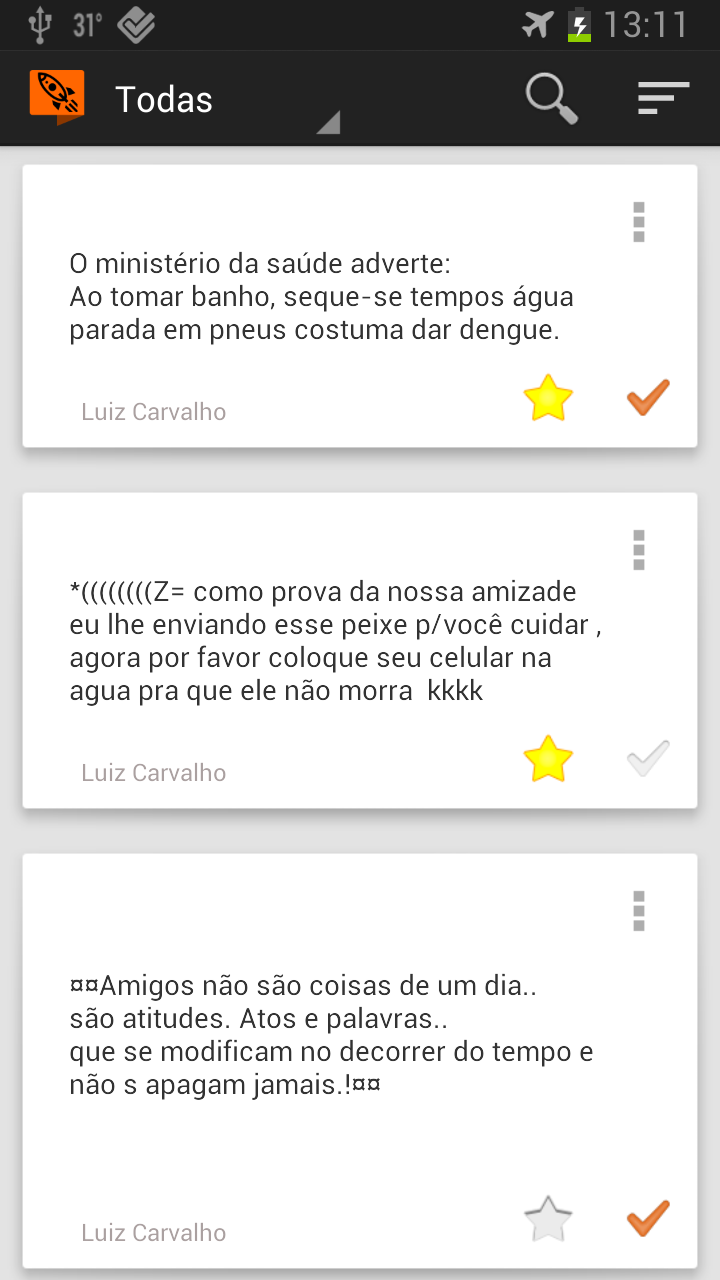 31°
13:11
Todas
O ministério da saúde adverte:
Ao tomar banho, seque-se tempos água
parada em pneus costuma dar dengue.
Luiz Carvalho
*((((((((Z= como prova da nossa amizade
eu lhe enviando esse peixe p/você cuidar ,
agora por favor coloque seu celular na
agua pra que ele não morra  kkkk
Luiz Carvalho
¤¤Amigos não são coisas de um dia..
são atitudes. Atos e palavras..
que se modificam no decorrer do tempo e
não s apagam jamais.!¤¤
Luiz Carvalho